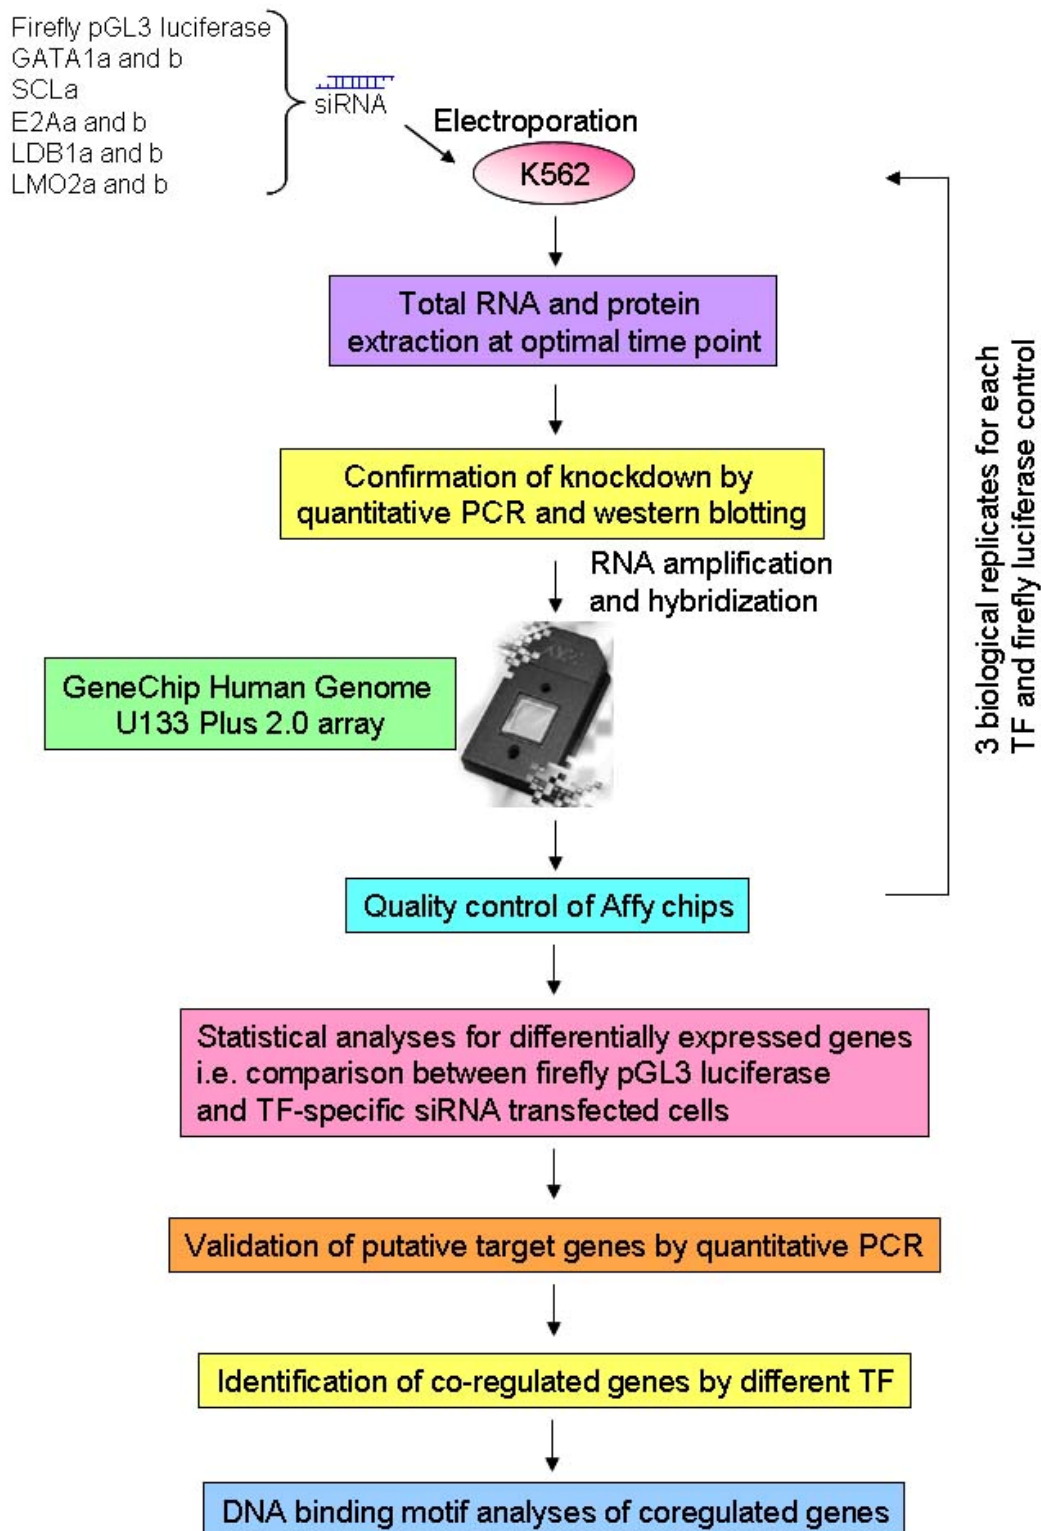 Firefly pGL3 luciferase
GATA1a and b
SCLa
E2Aa and b
LDB1a and b
LMO2a and b
siRNA
Electroporation
K562
Total RNA and protein
extraction at optimal time point
Confirmation of knockdown by
quantitative PCR and western blotting
RNA amplification
and hybridization
GeneChip Human Genome
U133 Plus 2.0 array
3 biological replicates for each
TF and firefly luciferase control
Quality control of Affy chips
Statistical analyses for differentially expressed genes
i.e. comparison between firefly pGL3 luciferase
and TF-specific siRNA transfected cells
Validation of putative target genes by quantitative PCR
Identification of co-regulated genes by different TF
DNA binding motif analyses of coregulated genes